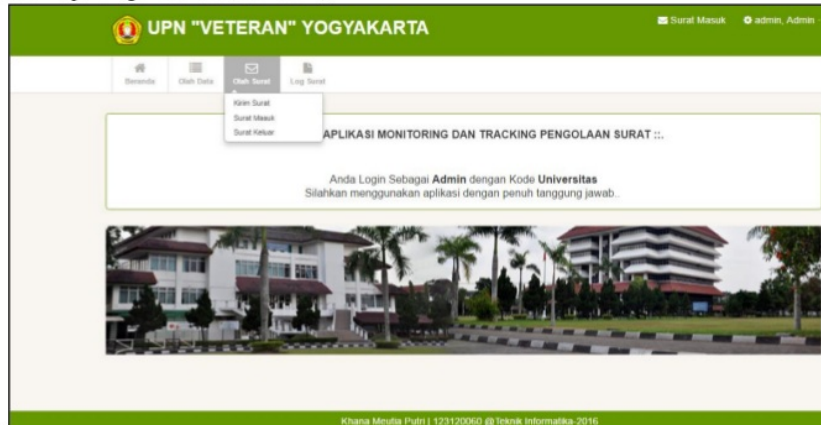 UPN "VETERAN" YOGYAKARTA
Surat Masuk admin, Admin
Beranda Olah Data Olah Surat Log Surat
Kirim Surat
Surat Masuk
Surat Keluar
APLIKASI MONITORING DAN TRACKING PENGOLAAN SURAT ::.
Anda Login Sebagai Admin dengan Kode Universitas
Silahkan menggunakan aplikasi dengan penuh tanggung jawab..
Khana Meutia Putri | 123120060 @Teknik Informatika-2016